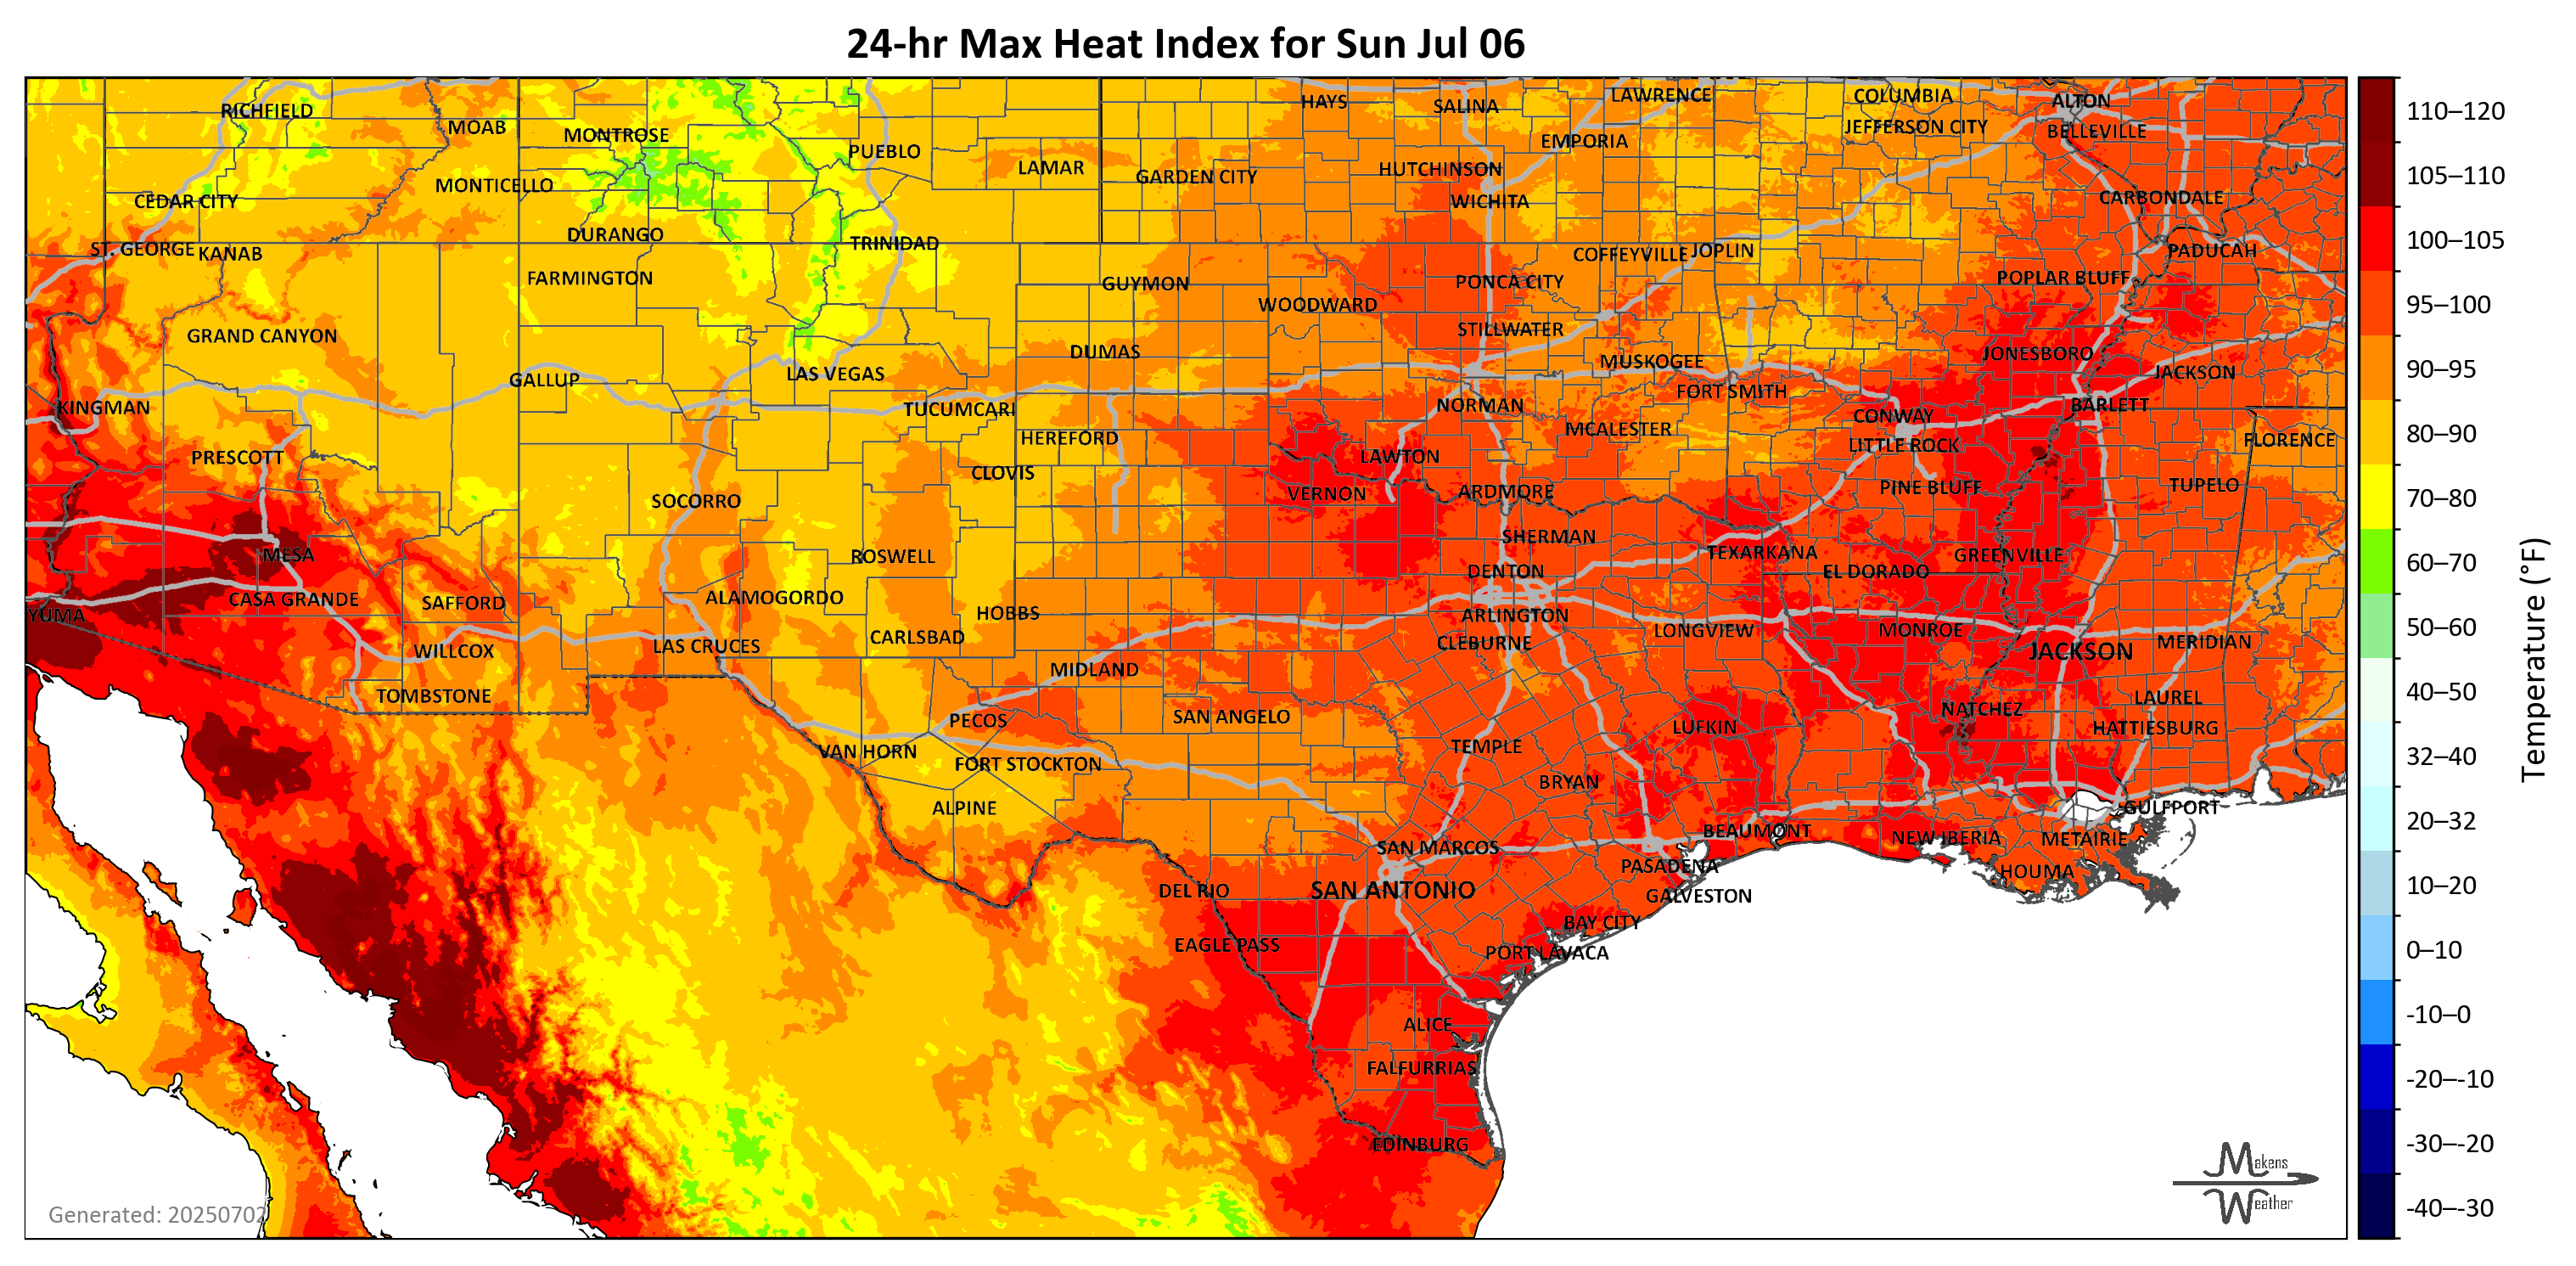 24-hr Max Heat Index for Sun Jul 06
RICHFIELD
MOAB
MONTROSE
PUEBLO
LAMAR
HAYS
SALINA
LAWRENCE
COLUMBIA
ALTON
GARDEN CITY
HUTCHINSON
EMPORIA
JEFFERSON CITY
BELLEVILLE
CEDAR CITY
MONTICELLO
WICHITA
CARBONDALE
ST. GEORGE
KANAB
DURANGO
TRINIDAD
COFFEYVILLE
JOPLIN
PADUCAH
FARMINGTON
GUYMON
WOODWARD
PONCA CITY
POPLAR BLUFF
GRAND CANYON
DUMAS
STILLWATER
MUSKOGEE
JONESBORO
JACKSON
GALLUP
LAS VEGAS
FORT SMITH
KINGMAN
TUCUMCARI
NORMAN
CONWAY
BARLETT
HEREFORD
MCALESTER
LITTLE ROCK
FLORENCE
PRESCOTT
CLOVIS
LAWTON
PINE BLUFF
TUPELO
SOCORRO
VERNON
ARDMORE
MESA
ROSWELL
SHERMAN
TEXARKANA
GREENVILLE
CASA GRANDE
SAFFORD
ALAMOGORDO
DENTON
EL DORADO
YUMA
HOBBS
ARLINGTON
WILLCOX
LAS CRUCES
CARLSBAD
CLEBURNE
LONGVIEW
MONROE
JACKSON
MERIDIAN
TOMBSTONE
MIDLAND
PECOS
SAN ANGELO
LUFKIN
NATCHEZ
LAUREL
HATTIESBURG
VAN HORN
FORT STOCKTON
TEMPLE
BRYAN
ALPINE
GULFPORT
SAN MARCOS
BEAUMONT
NEW IBERIA
METAIRIE
DEL RIO
SAN ANTONIO
PASADENA
GALVESTON
HOUMA
EAGLE PASS
BAY CITY
PORT LAVACA
ALICE
FALFURRIAS
EDINBURG
Generated: 20250702
Makens
Weather
110–120
105–110
100–105
95–100
90–95
80–90
70–80
60–70
50–60
40–50
32–40
20–32
10–20
0–10
-10–0
-20–-10
-30–-20
-40–-30
Temperature (°F)